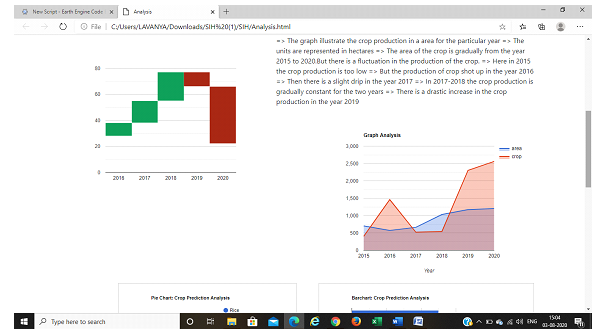 New Script - Earth Engine Code
Analysis
File
C:/Users/LAVANYA/Downloads/SIH%20(1)/SIH/Analysis.html
=> The graph illustrate the crop production in a area for the particular year => The
units are represented in hectares => The area of the crop is gradually from the year
2015 to 2020.But there is a fluctuation in the production of the crop. => Here in 2015
the crop production is too low => But the production of crop shot up in the year 2016
=> Then there is a slight drip in the year 2017 => In 2017-2018 the crop production is
gradually constant for the two years => There is a drastic increase in the crop
production in the year 2019
80
60
40
20
0
2016 2017 2018 2019 2020
Graph Analysis
3,000
2,500
2,000
1,500
1,000
500
0
2015 2016 2017 2018 2019 2020
Year
area
crop
Pie Chart: Crop Prediction Analysis
Rice
Barchart: Crop Prediction Analysis
Type here to search
ENG
15:04
03-08-2020